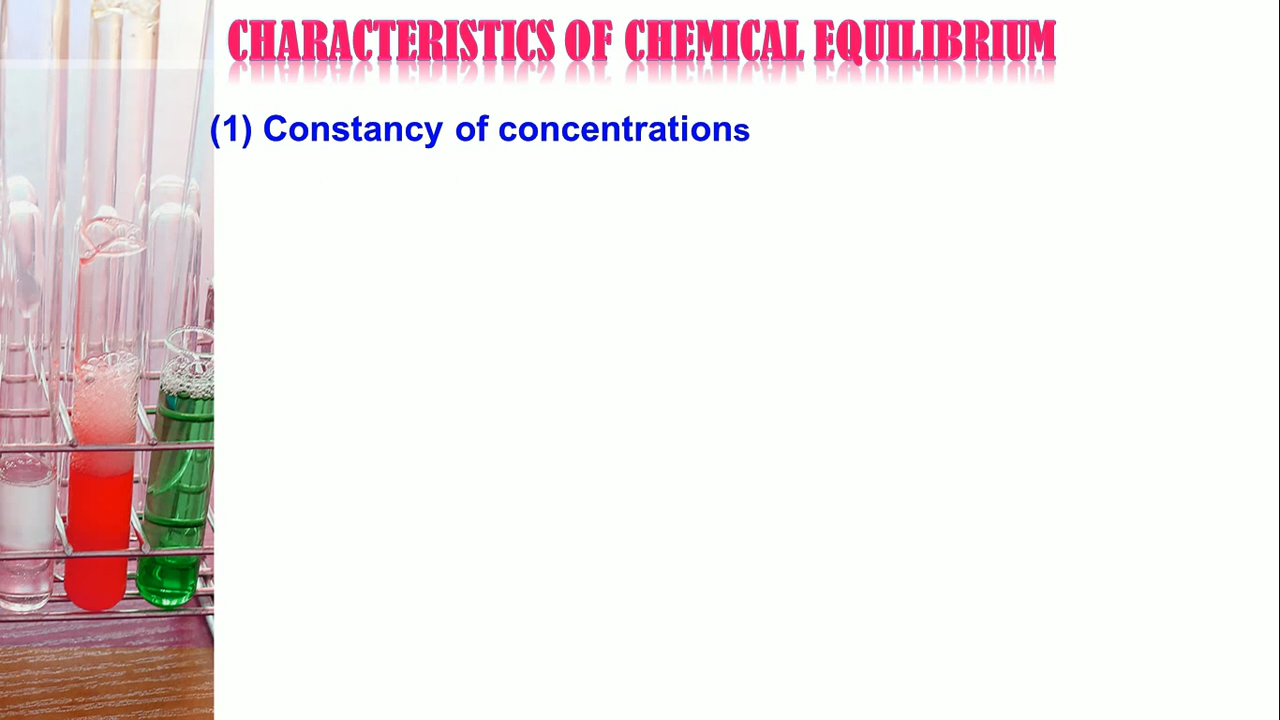 CHARACTERISTICS OF CHEMICAL EQUILIBRIUM
(1) Constancy of concentrations